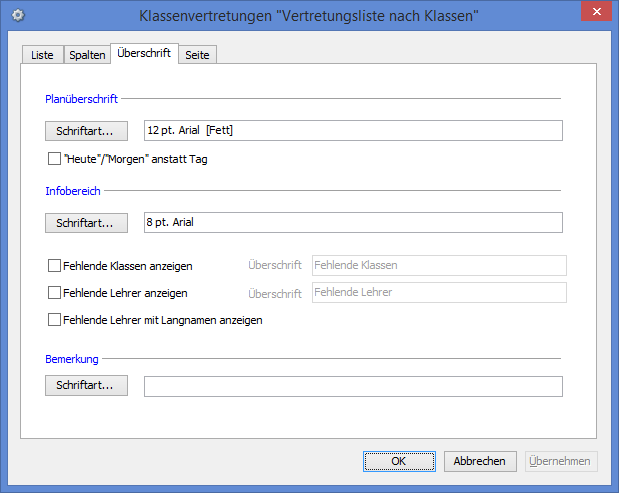 Klassenvertretungen "Vertretungsliste nach Klassen"
Liste Spalten Überschrift Seite
Planüberschrift
Schriftart... 12 pt. Arial [Fett]
"Heute"/"Morgen" anstatt Tag
Infobereich
Schriftart... 8 pt. Arial
Fehlende Klassen anzeigen Überschrift Fehlende Klassen
Fehlende Lehrer anzeigen Überschrift Fehlende Lehrer
Fehlende Lehrer mit Langnamen anzeigen
Bemerkung
Schriftart...
OK Abbrechen Übernehmen